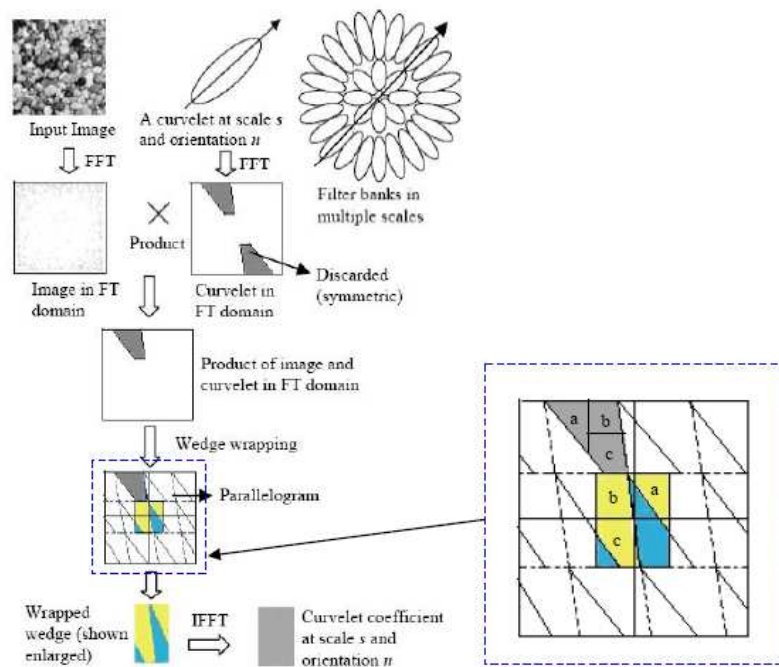 Input Image
A curvelet at scale s
and orientation n
FFT
FFT
Filter banks in
multiple scales
Product
Image in FT
domain
Curvelet in
FT domain
Discarded
(symmetric)
Product of image and
curvelet in FT domain
Wedge wrapping
Parallelogram
a
b
c
b
a
c
Wrapped
wedge (shown
enlarged)
IFFT
Curvelet coefficient
at scale s and
orientation n